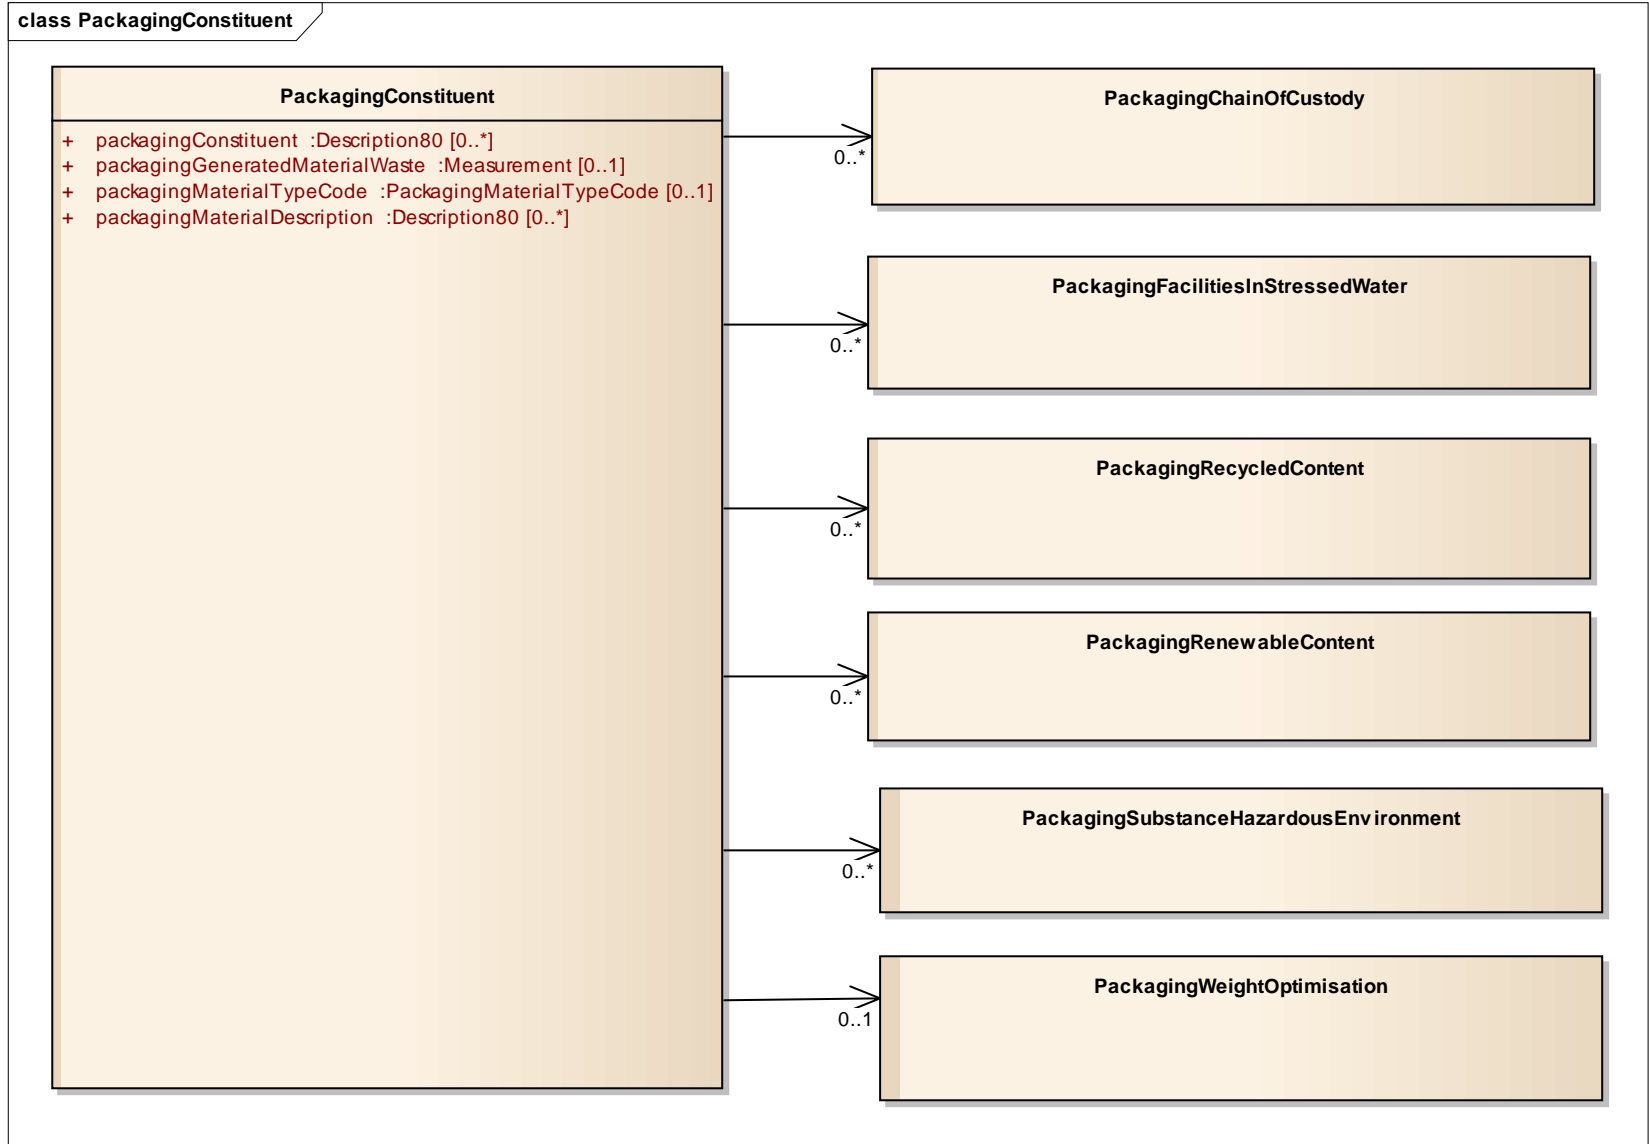 class PackagingConstituent
PackagingConstituent
+ packagingConstituent :Description80 [0..*]
+ packagingGeneratedMaterialWaste :Measurement [0..1]
+ packagingMaterialTypeCode :PackagingMaterialTypeCode [0..1]
+ packagingMaterialDescription :Description80 [0..*]
PackagingChainOfCustody
0..*
PackagingFacilitiesInStressedWater
0..*
PackagingRecycledContent
0..*
PackagingRenewableContent
0..*
PackagingSubstanceHazardousEnvironment
0..*
PackagingWeightOptimisation
0..1